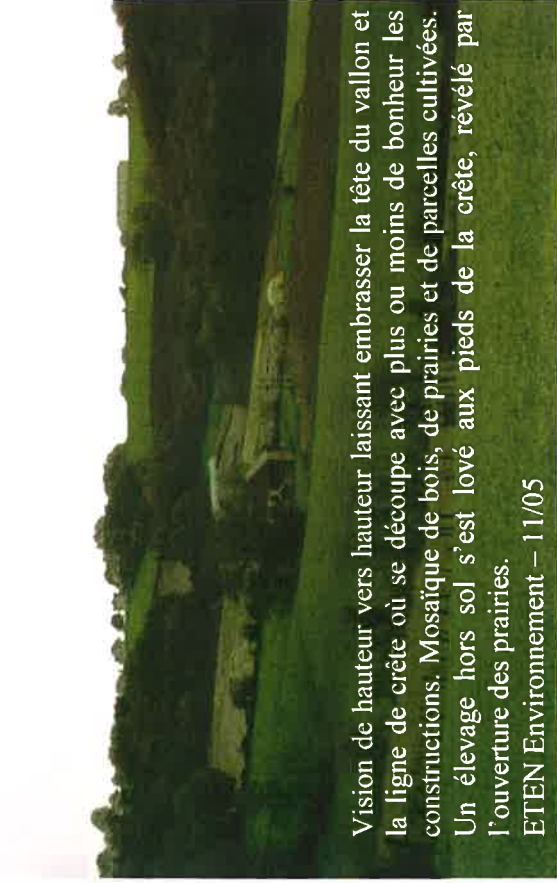 Vision de hauteur vers hauteur laissant embrasser la tête du vallon et
la ligne de crête où se découpe avec plus ou moins de bonheur les
constructions. Mosaïque de bois, de prairies et de parcelles cultivées.
Un élevage hors sol s’est lové aux pieds de la crête, révélé par
l’ouverture des prairies.
ETEN Environnement – 11/05